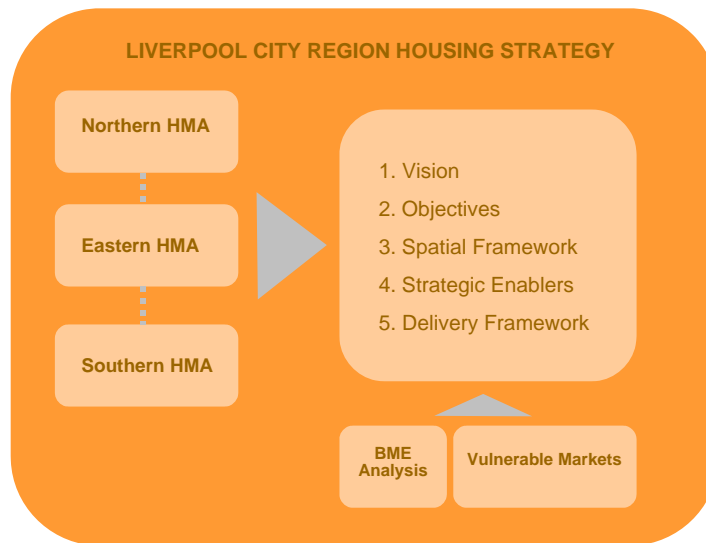 LIVERPOOL CITY REGION HOUSING STRATEGY
Northern HMA
Eastern HMA
Southern HMA
1. Vision
2. Objectives
3. Spatial Framework
4. Strategic Enablers
5. Delivery Framework
BME
Analysis
Vulnerable Markets